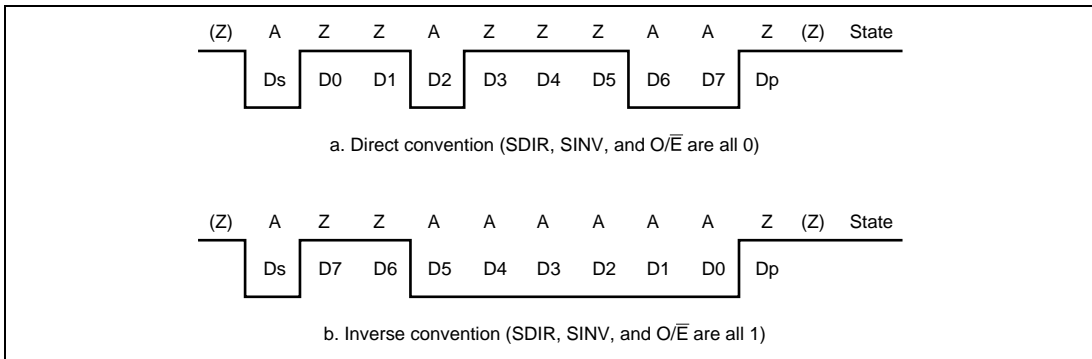 (Z) A Z Z A Z Z Z A A Z (Z) State
Ds D0 D1 D2 D3 D4 D5 D6 D7 Dp
a. Direct convention (SDIR, SINV, and O/E̅ are all 0)
(Z) A Z Z A A A A A A Z (Z) State
Ds D7 D6 D5 D4 D3 D2 D1 D0 Dp
b. Inverse convention (SDIR, SINV, and O/E̅ are all 1)